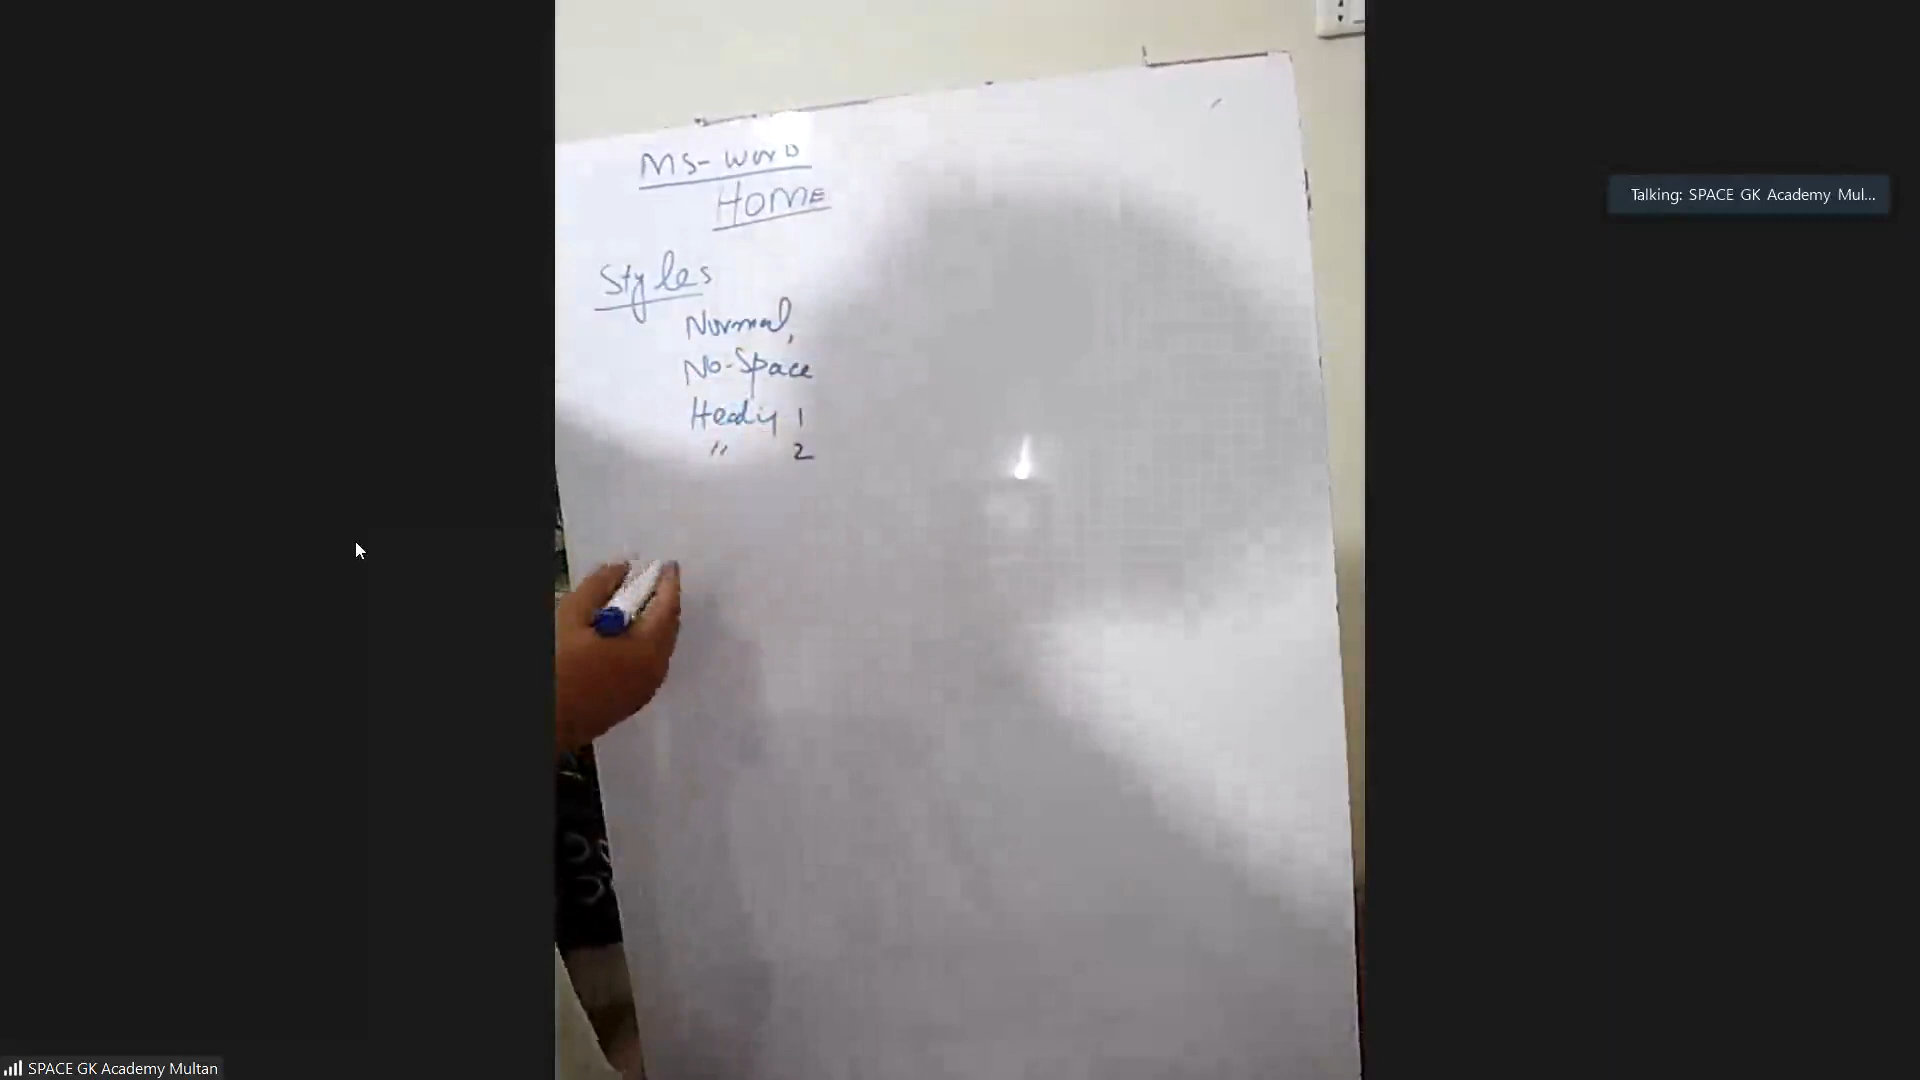 MS-WORD
HOME
Styles
Normal,
No-Space
Heading 1
" 2
Talking: SPACE GK Academy Mul...
SPACE GK Academy Multan